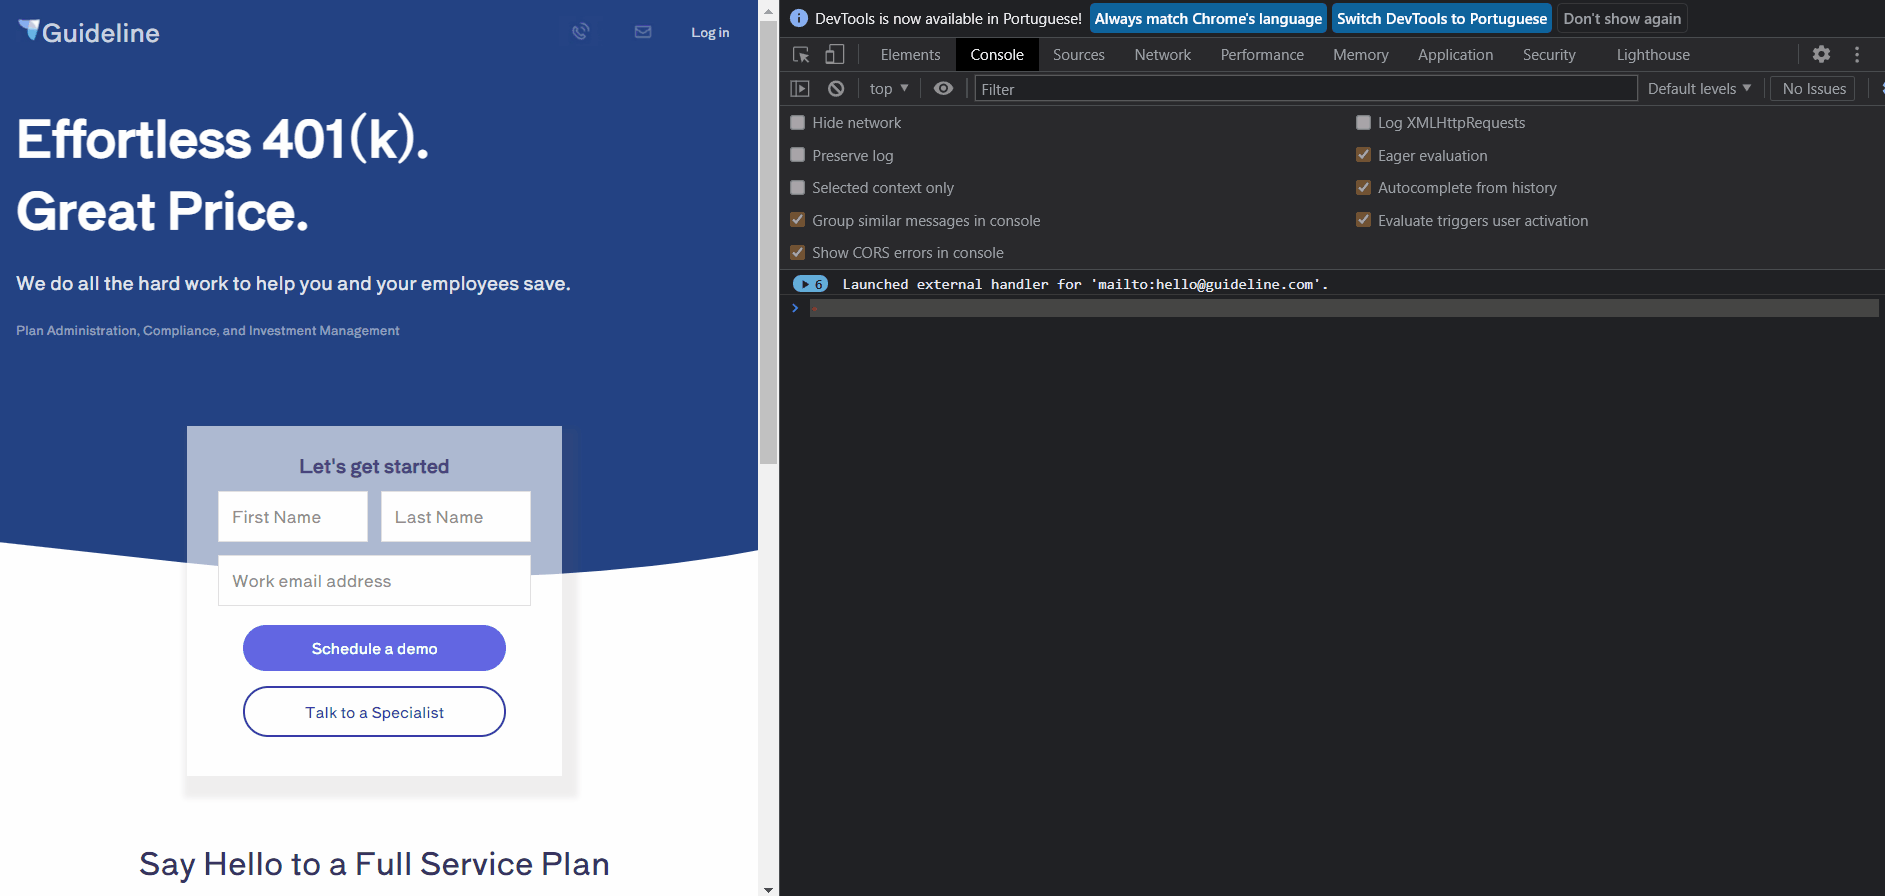 Guideline
Log in
Effortless 401(k).
Great Price.
We do all the hard work to help you and your employees save.
Plan Administration, Compliance, and Investment Management
Let's get started
First Name
Last Name
Work email address
Schedule a demo
Talk to a Specialist
Say Hello to a Full Service Plan
DevTools is now available in Portuguese! Always match Chrome's language Switch DevTools to Portuguese Don't show again
Elements Console Sources Network Performance Memory Application Security Lighthouse
top Filter Default levels No Issues
Hide network
Log XMLHttpRequests
Preserve log
Eager evaluation
Selected context only
Autocomplete from history
Group similar messages in console
Evaluate triggers user activation
Show CORS errors in console
6 Launched external handler for 'mailto:hello@guideline.com'.